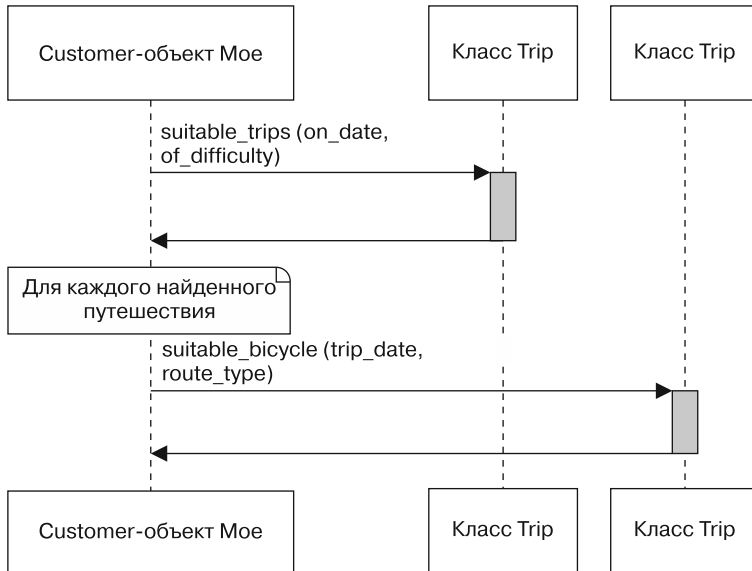 Customer-объект Moe
Класс Trip
Класс Trip
suitable_trips (on_date,
of_difficulty)
Для каждого найденного
путешествия
suitable_bicycle (trip_date,
route_type)
Customer-объект Moe
Класс Trip
Класс Trip